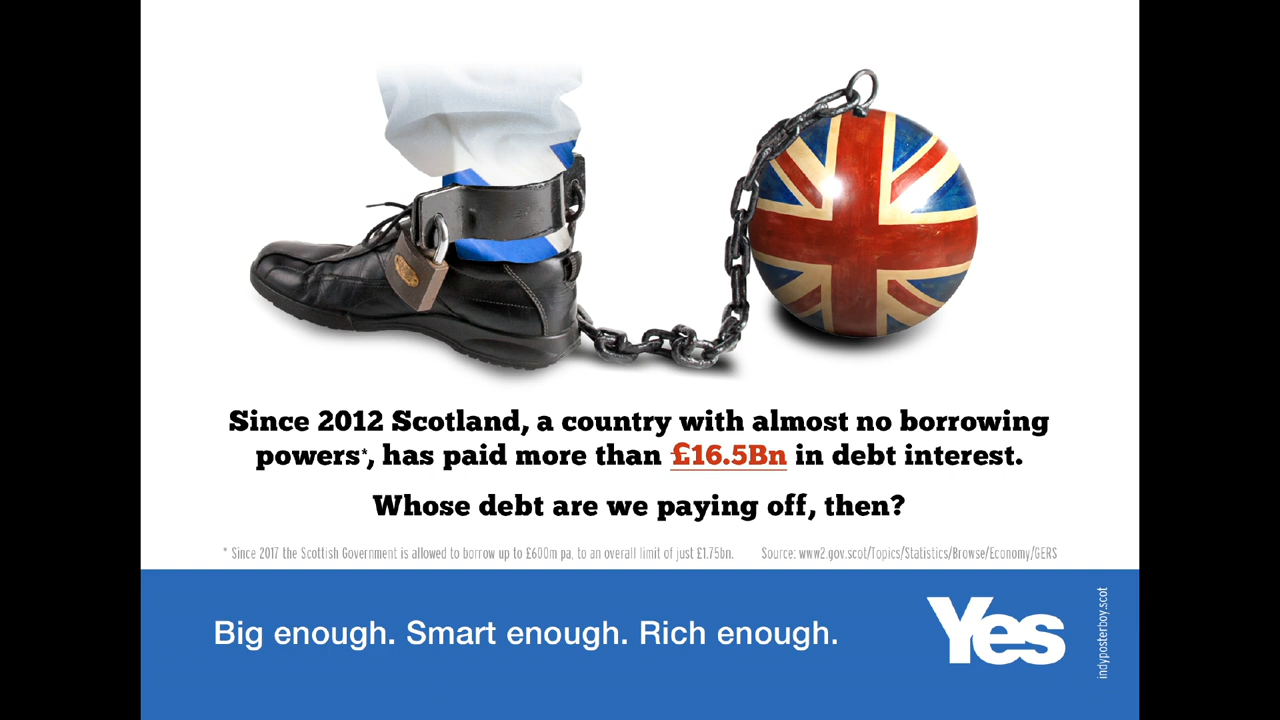 Since 2012 Scotland, a country with almost no borrowing
powers*, has paid more than £16.5Bn in debt interest.
Whose debt are we paying off, then?
* Since 2017 the Scottish Government is allowed to borrow up to £600m pa, to an overall limit of just £1.75bn.
Source: www2.gov.scot/Topics/Statistics/Browse/Economy/GERS
Big enough. Smart enough. Rich enough.
Yes
indyposterboy.scot